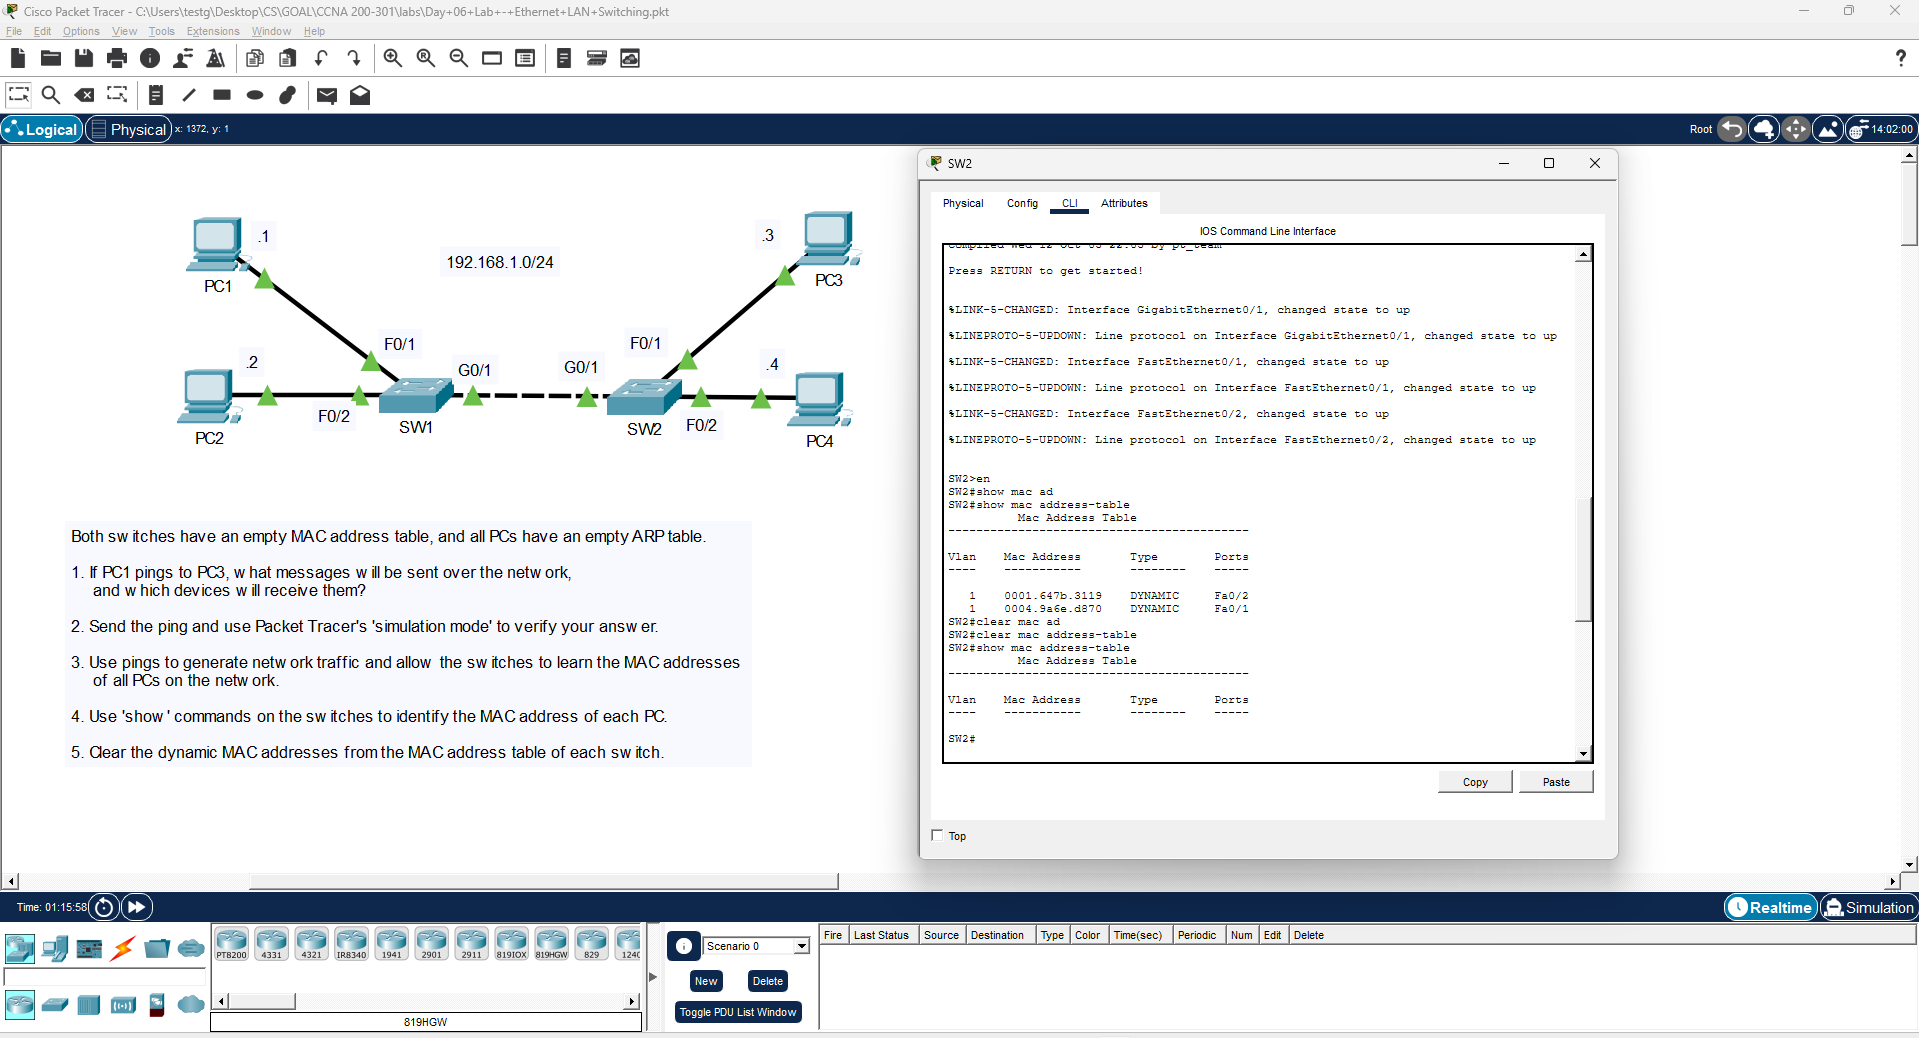 Cisco Packet Tracer - C:\Users\testg\Desktop\CS\GOAL\CCNA 200-301\labs\Day+06+Lab+-+Ethernet+LAN+Switching.pkt
File Edit Options View Tools Extensions Window Help
?
Logical Physical x: 1372, y: 1
Root 14:02:00
.1
PC1
192.168.1.0/24
.3
PC3
F0/1
.2
PC2
F0/2
G0/1
SW1
G0/1
F0/1
SW2
F0/2
.4
PC4
Both switches have an empty MAC address table, and all PCs have an empty ARP table.
1. If PC1 pings to PC3, what messages will be sent over the network,
and which devices will receive them?
2. Send the ping and use Packet Tracer's 'simulation mode' to verify your answer.
3. Use pings to generate network traffic and allow the switches to learn the MAC addresses
of all PCs on the network.
4. Use 'show' commands on the switches to identify the MAC address of each PC.
5. Clear the dynamic MAC addresses from the MAC address table of each switch.
SW2
Physical Config CLI Attributes
IOS Command Line Interface
Compiled Wed 12-Oct-05 22:05 by pt_team
Press RETURN to get started!
%LINK-5-CHANGED: Interface GigabitEthernet0/1, changed state to up
%LINEPROTO-5-UPDOWN: Line protocol on Interface GigabitEthernet0/1, changed state to up
%LINK-5-CHANGED: Interface FastEthernet0/1, changed state to up
%LINEPROTO-5-UPDOWN: Line protocol on Interface FastEthernet0/1, changed state to up
%LINK-5-CHANGED: Interface FastEthernet0/2, changed state to up
%LINEPROTO-5-UPDOWN: Line protocol on Interface FastEthernet0/2, changed state to up
SW2>en
SW2#show mac ad
SW2#show mac address-table
Mac Address Table
-------------------------------------------
Vlan Mac Address Type Ports
---- ----------- -------- -----
1 0001.647b.3119 DYNAMIC Fa0/2
1 0004.9a6e.d870 DYNAMIC Fa0/1
SW2#clear mac ad
SW2#clear mac address-table
SW2#show mac address-table
Mac Address Table
-------------------------------------------
Vlan Mac Address Type Ports
---- ----------- -------- -----
SW2#
Copy Paste
Top
Time: 01:15:58
Realtime Simulation
PT8200 4331 4321 IR8340 1941 2901 2911 819IOX 819HGW 829 1240
819HGW
Scenario 0
New Delete
Toggle PDU List Window
Fire Last Status Source Destination Type Color Time(sec) Periodic Num Edit Delete